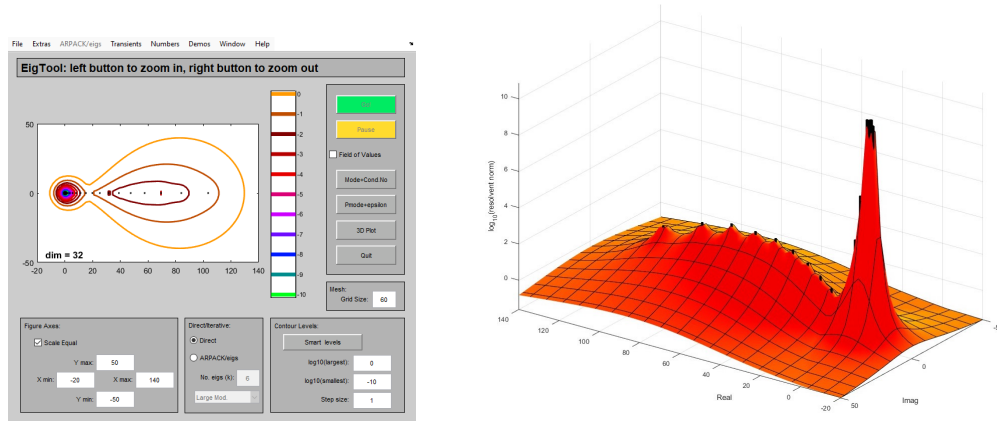 File Extras ARPACK/eigs Transients Numbers Demos Window Help
EigTool: left button to zoom in, right button to zoom out
50
0
-50
-20 0 20 40 60 80 100 120 140
dim = 32
0
-1
-2
-3
-4
-5
-6
-7
-8
-9
-10
Pause
Field of Values
Mode+Cond.No
Pmode+epsilon
3D Plot
Quit
Mesh:
Grid Size: 60
Figure Axes:
Scale Equal
Y max: 50
X min: -20 X max: 140
Y min: -50
Direct/Iterative:
Direct
ARPACK/eigs
No. eigs (k): 6
Large Mod.
Contour Levels:
Smart levels
log10(largest): 0
log10(smallest): -10
Step size: 1
log10(resolvent norm)
10
8
6
4
2
0
140
120
100
80
60
40
20
0
-20
Real
50
0
Imag